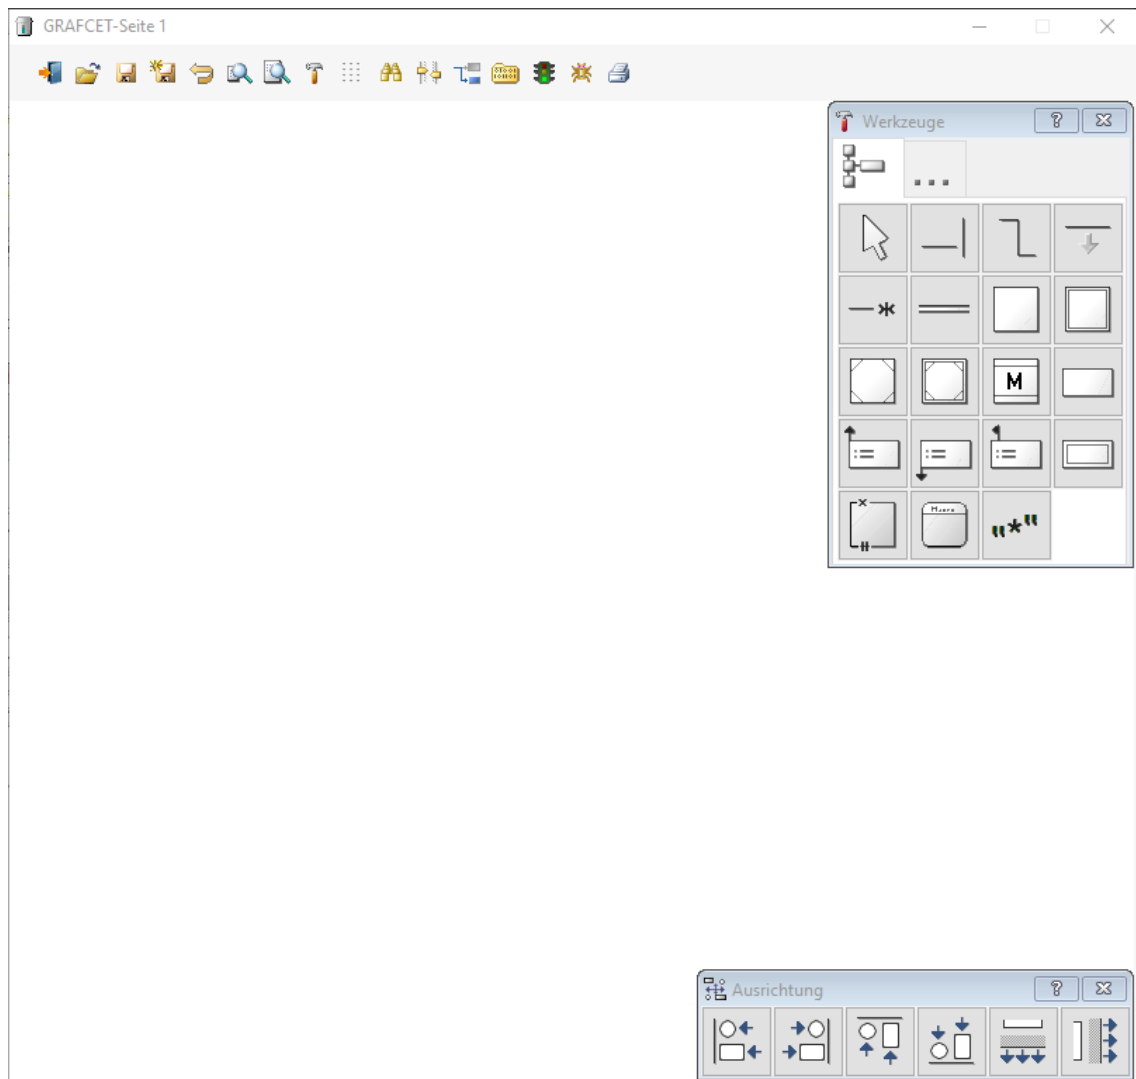 GRAFCET-Seite 1
Werkzeuge
...
M
:=
:=
:=
"*"
Ausrichtung